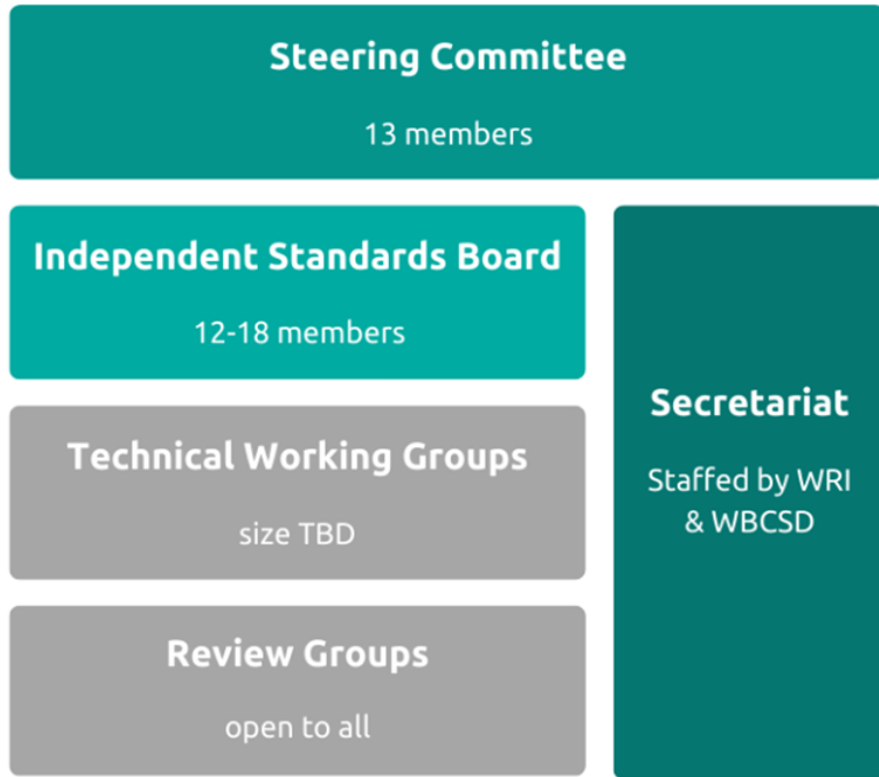 Steering Committee
13 members
Independent Standards Board
12-18 members
Technical Working Groups
size TBD
Review Groups
open to all
Secretariat
Staffed by WRI
& WBCSD